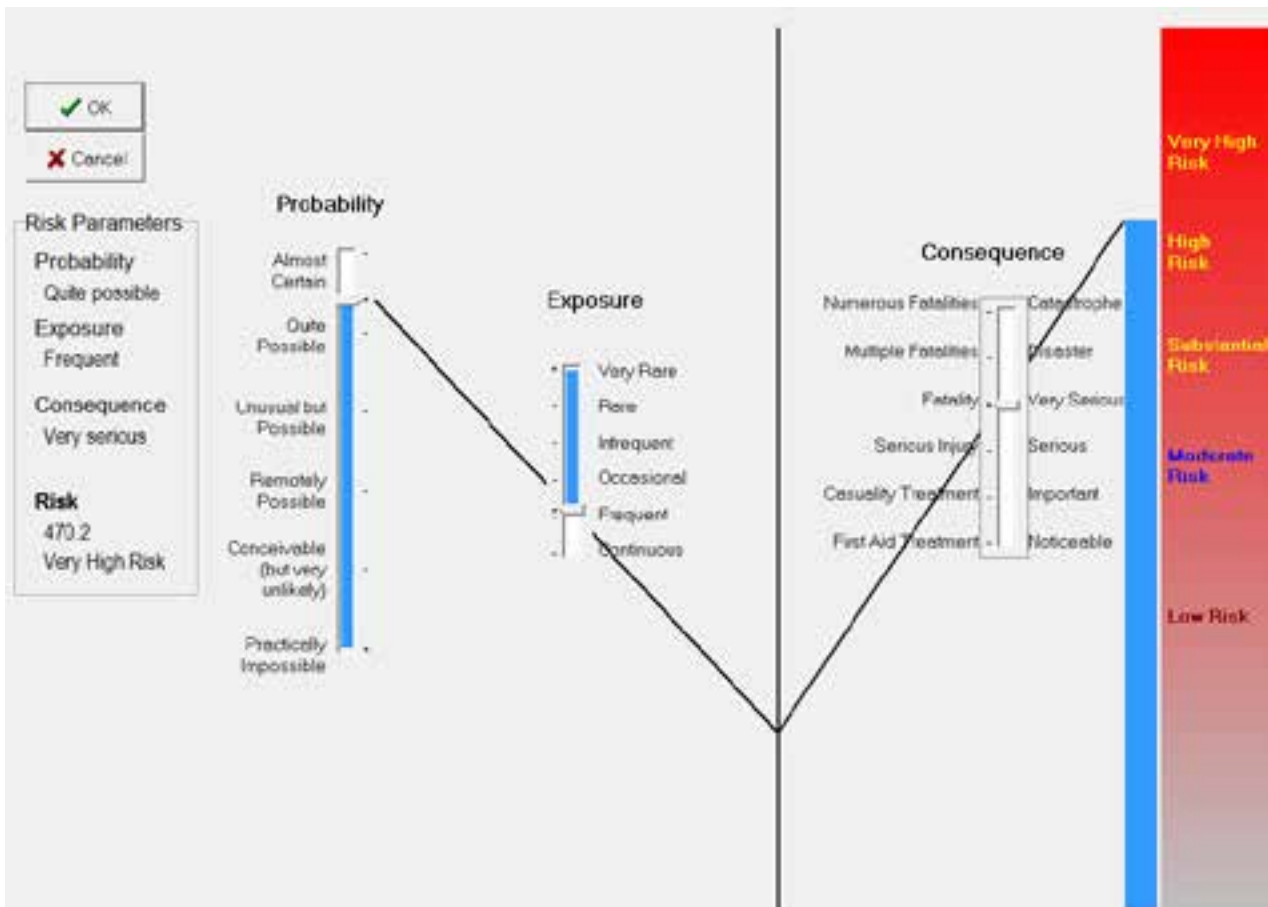 OK
Cancel
Risk Parameters
Probability
Quite possible
Exposure
Frequent
Consequence
Very serious
Risk
470.2
Very High Risk
Probability
Almost
Certain
Quite
Possible
Unusual but
Possible
Remotely
Possible
Conceivable
(but very
unlikely)
Practically
Impossible
Exposure
Very Rare
Rare
Infrequent
Occasional
Frequent
Continuous
Consequence
Numerous Fatalities Catastrophe
Multiple Fatalities Disaster
Fatality Very Serious
Serious Injury Serious
Casuality Treatment Important
First Aid Treatment Noticeable
Very High
Risk
High
Risk
Substantial
Risk
Moderate
Risk
Low Risk